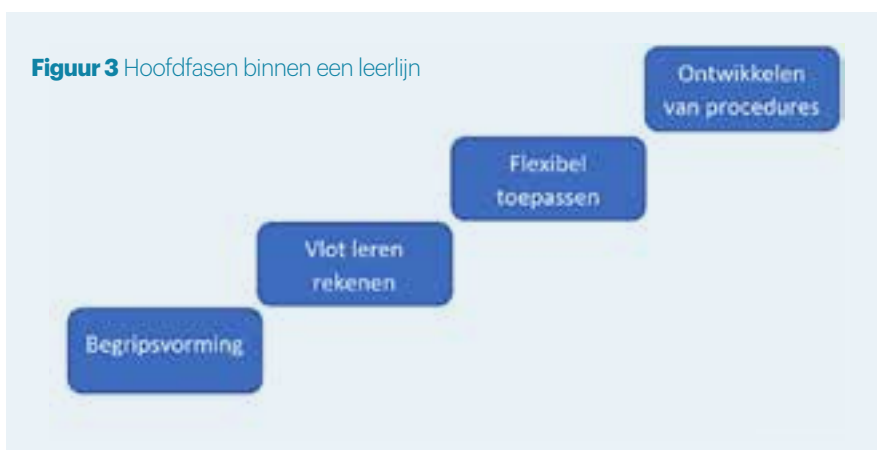 Figuur 3 Hoofdfasen binnen een leerlijn
Ontwikkelen
van procedures
Flexibel
toepassen
Vlot leren
rekenen
Begripsvorming